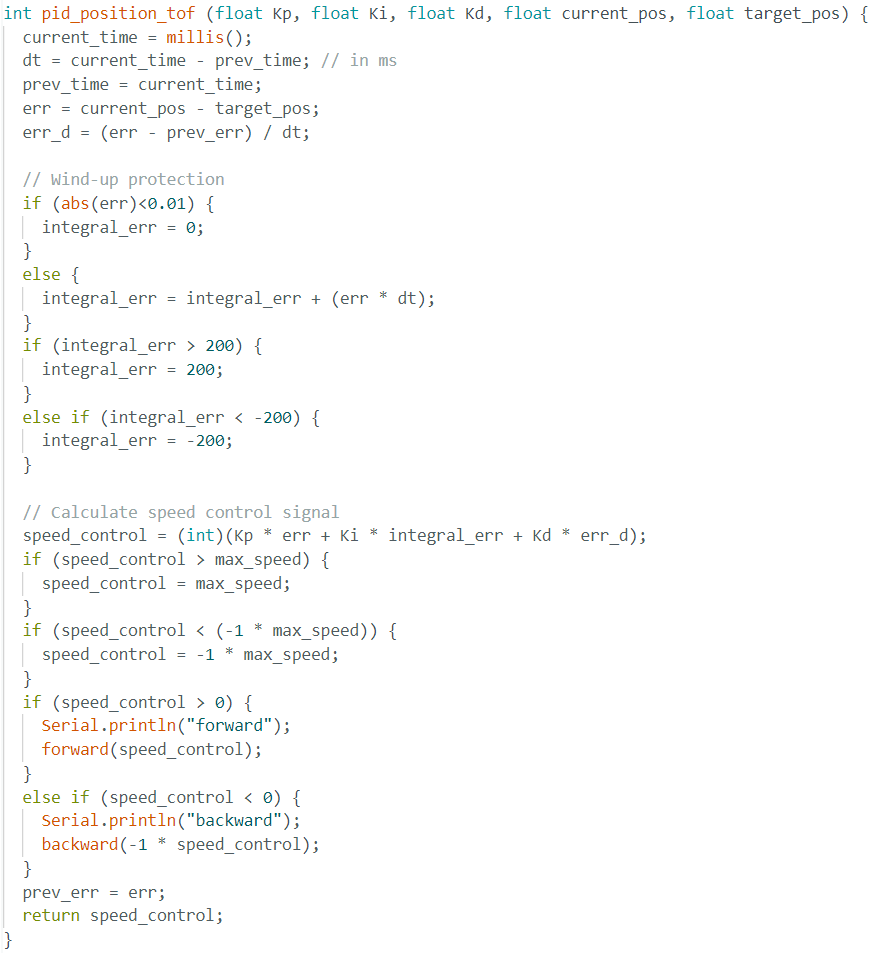 int pid_position_tof (float Kp, float Ki, float Kd, float current_pos, float target_pos) {
  current_time = millis();
  dt = current_time - prev_time; // in ms
  prev_time = current_time;
  err = current_pos - target_pos;
  err_d = (err - prev_err) / dt;

  // Wind-up protection
  if (abs(err)<0.01) {
    integral_err = 0;
  }
  else {
    integral_err = integral_err + (err * dt);
  }
  if (integral_err > 200) {
    integral_err = 200;
  }
  else if (integral_err < -200) {
    integral_err = -200;
  }

  // Calculate speed control signal
  speed_control = (int)(Kp * err + Ki * integral_err + Kd * err_d);
  if (speed_control > max_speed) {
    speed_control = max_speed;
  }
  if (speed_control < (-1 * max_speed)) {
    speed_control = -1 * max_speed;
  }
  if (speed_control > 0) {
    Serial.println("forward");
    forward(speed_control);
  }
  else if (speed_control < 0) {
    Serial.println("backward");
    backward(-1 * speed_control);
  }
  prev_err = err;
  return speed_control;
}